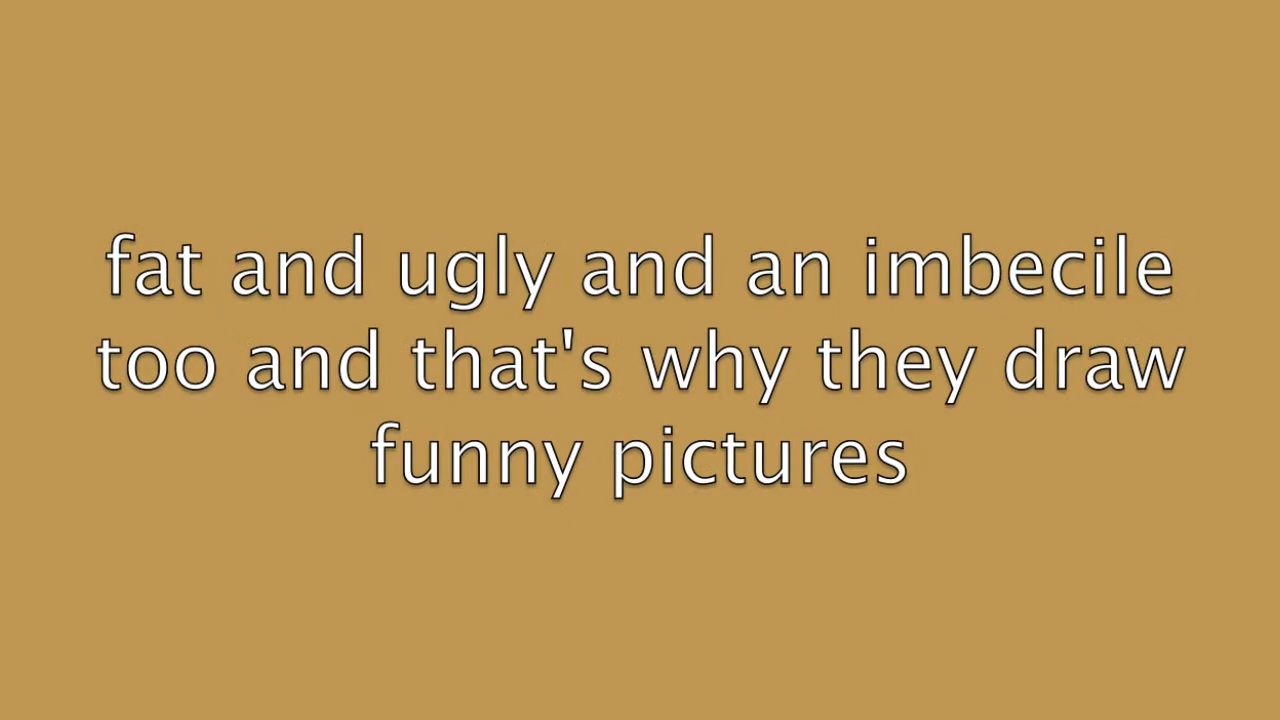 fat and ugly and an imbecile
too and that's why they draw
funny pictures